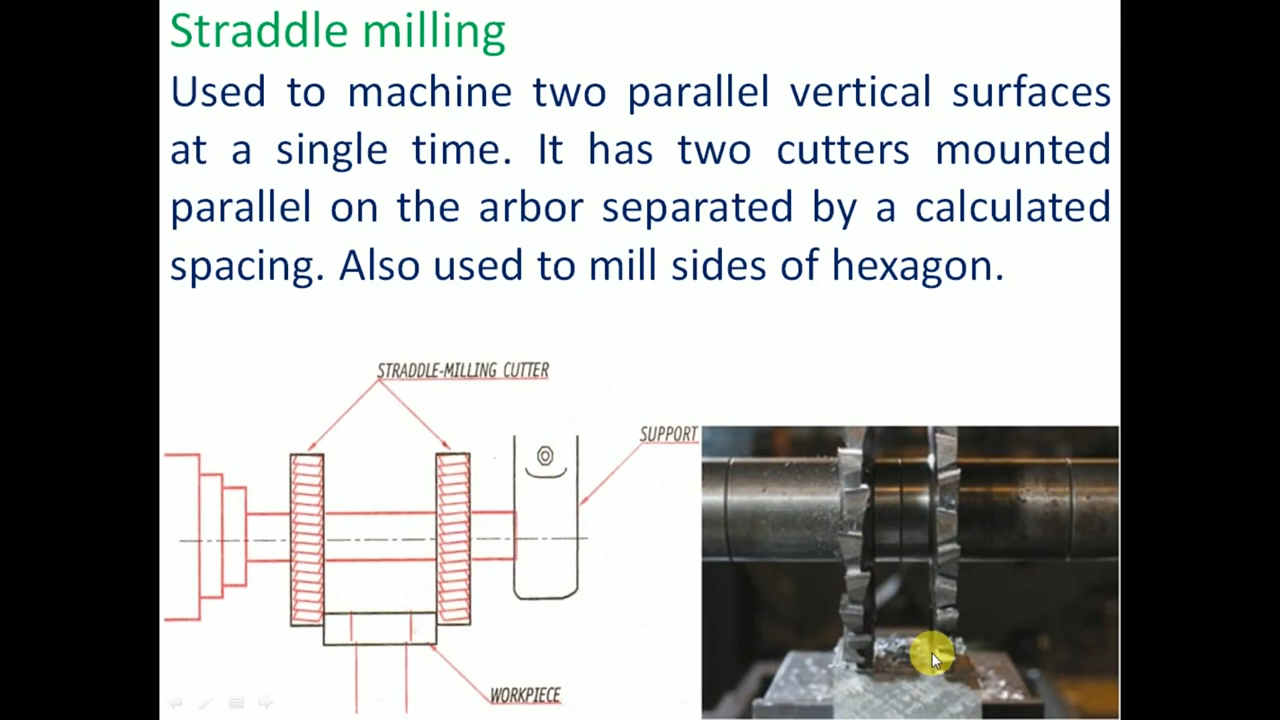 Straddle milling
Used to machine two parallel vertical surfaces
at a single time. It has two cutters mounted
parallel on the arbor separated by a calculated
spacing. Also used to mill sides of hexagon.
STRADDLE-MILLING CUTTER
SUPPORT
WORKPIECE